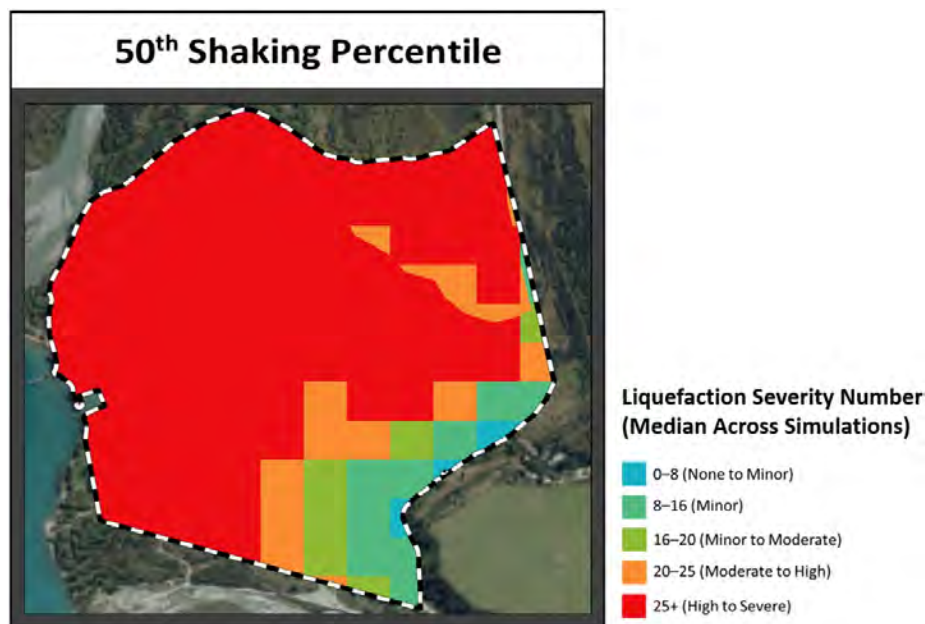 50th Shaking Percentile
Liquefaction Severity Number
(Median Across Simulations)
0–8 (None to Minor)
8–16 (Minor)
16–20 (Minor to Moderate)
20–25 (Moderate to High)
25+ (High to Severe)